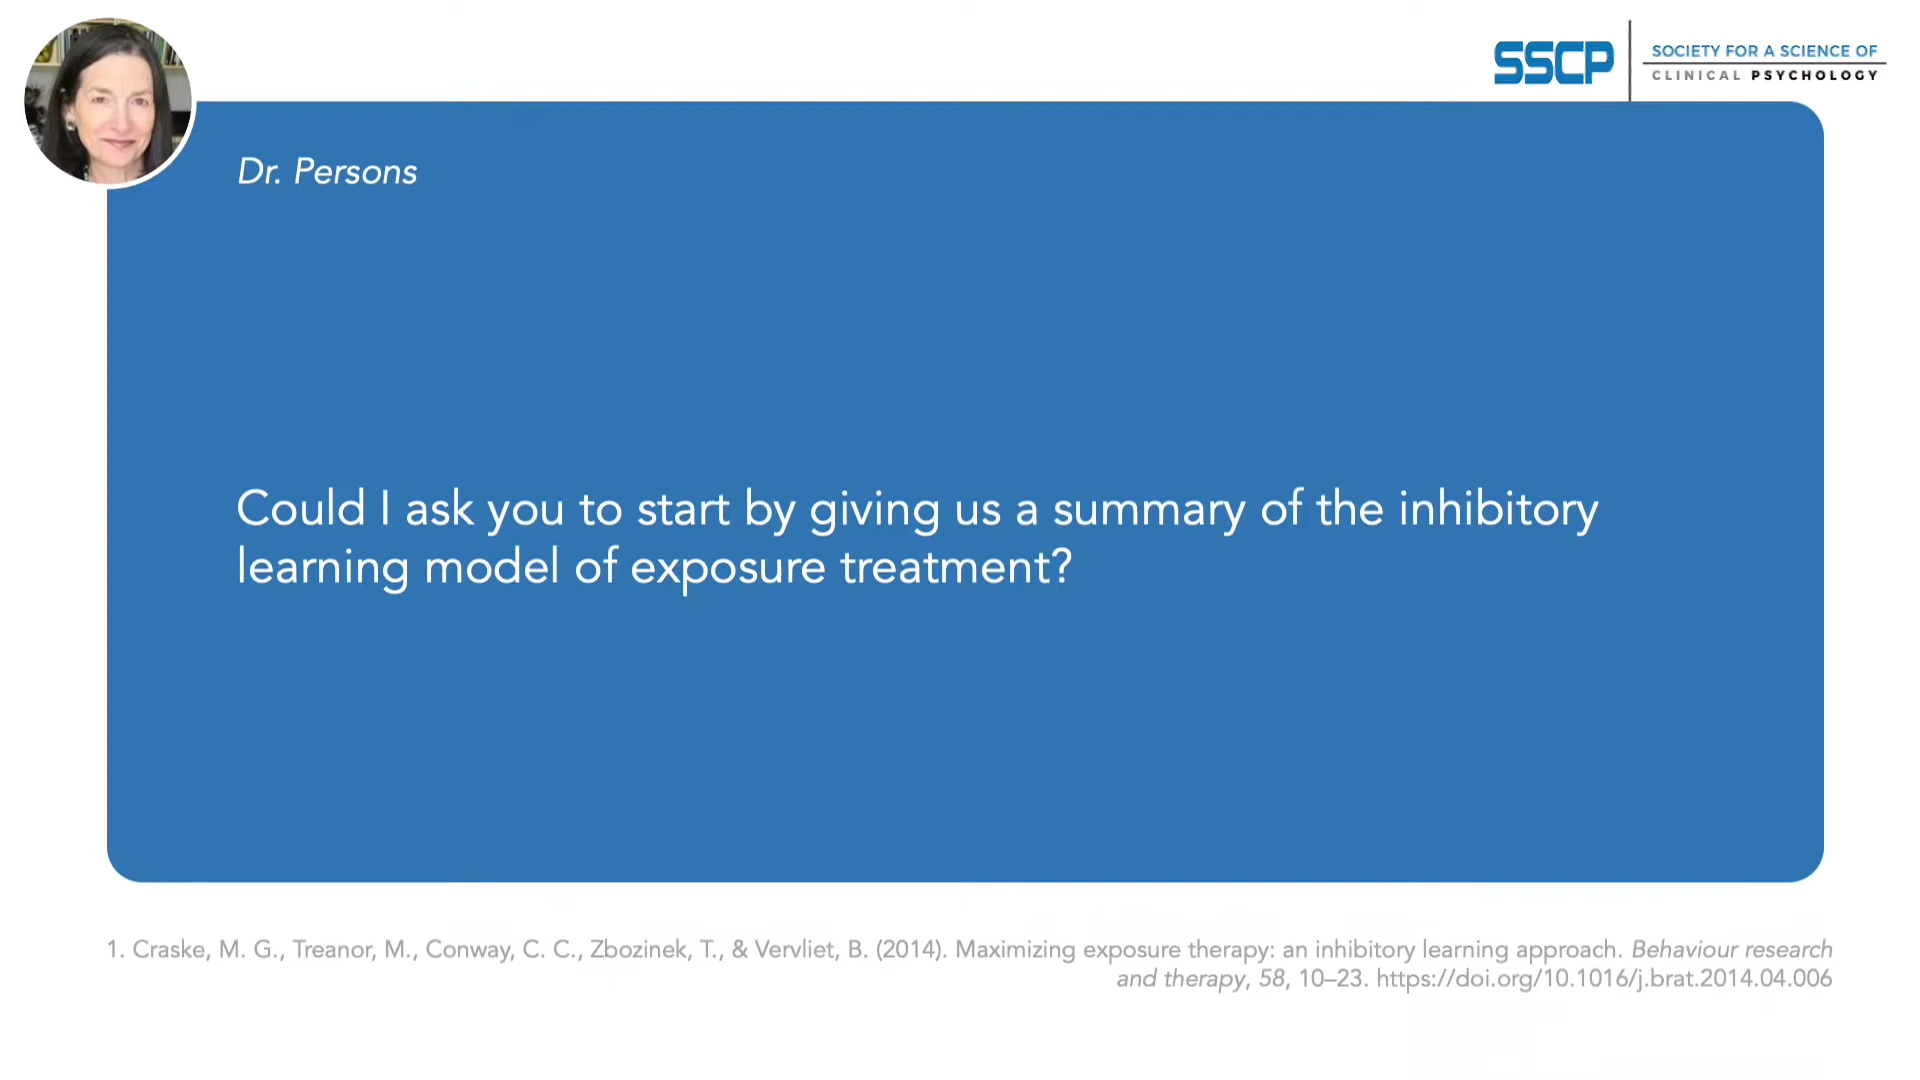 SSCP
SOCIETY FOR A SCIENCE OF
CLINICAL PSYCHOLOGY
Dr. Persons
Could I ask you to start by giving us a summary of the inhibitory
learning model of exposure treatment?
1. Craske, M. G., Treanor, M., Conway, C. C., Zbozinek, T., & Vervliet, B. (2014). Maximizing exposure therapy: an inhibitory learning approach. Behaviour research
and therapy, 58, 10–23. https://doi.org/10.1016/j.brat.2014.04.006